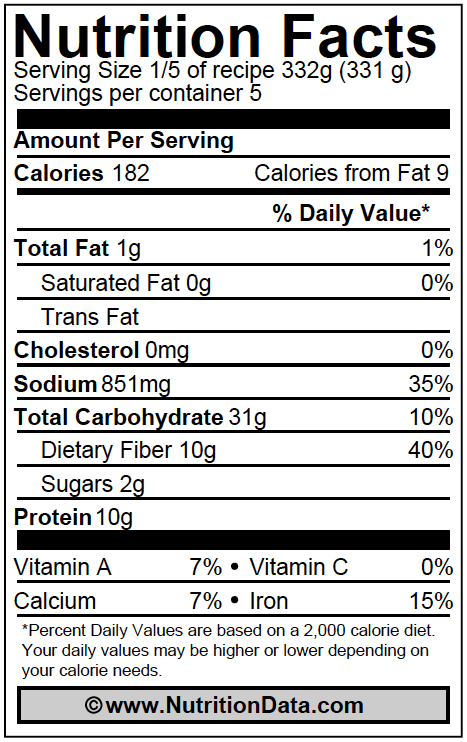 Nutrition Facts
Serving Size 1/5 of recipe 332g (331 g)
Servings per container 5
Amount Per Serving
Calories 182 Calories from Fat 9
% Daily Value*
Total Fat 1g 1%
Saturated Fat 0g 0%
Trans Fat
Cholesterol 0mg 0%
Sodium 851mg 35%
Total Carbohydrate 31g 10%
Dietary Fiber 10g 40%
Sugars 2g
Protein 10g
Vitamin A 7% • Vitamin C 0%
Calcium 7% • Iron 15%
*Percent Daily Values are based on a 2,000 calorie diet.
Your daily values may be higher or lower depending on
your calorie needs.
©www.NutritionData.com